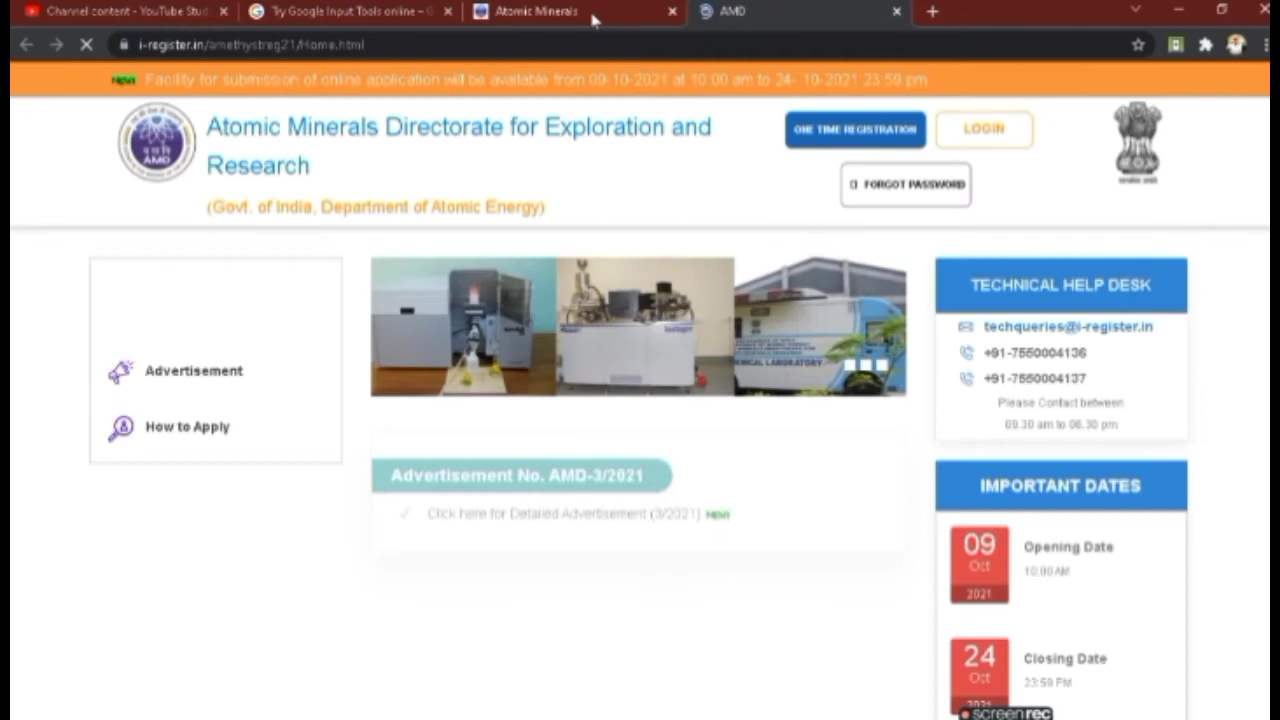 Channel content - YouTube Stud
Try Google Input Tools online – G
Atomic Minerals
AMD
i-register.in/amethystreg21/Home.html
NEW Facility for submission of online application will be available from 09-10-2021 at 10.00 am to 24- 10-2021 23:59 pm
AMD
Atomic Minerals Directorate for Exploration and
Research
(Govt. of India, Department of Atomic Energy)
ONE TIME REGISTRATION
LOGIN
FORGOT PASSWORD
Advertisement
How to Apply
CHEMICAL LABORATORY
Advertisement No. AMD-3/2021
Click here for Detailed Advertisement (3/2021) NEW
TECHNICAL HELP DESK
techqueries@i-register.in
+91-7550004136
+91-7550004137
Please Contact between
09.30 am to 06.30 pm
IMPORTANT DATES
09
Oct
2021
Opening Date
10:00 AM
24
Oct
2021
Closing Date
23:59 PM
screenrec